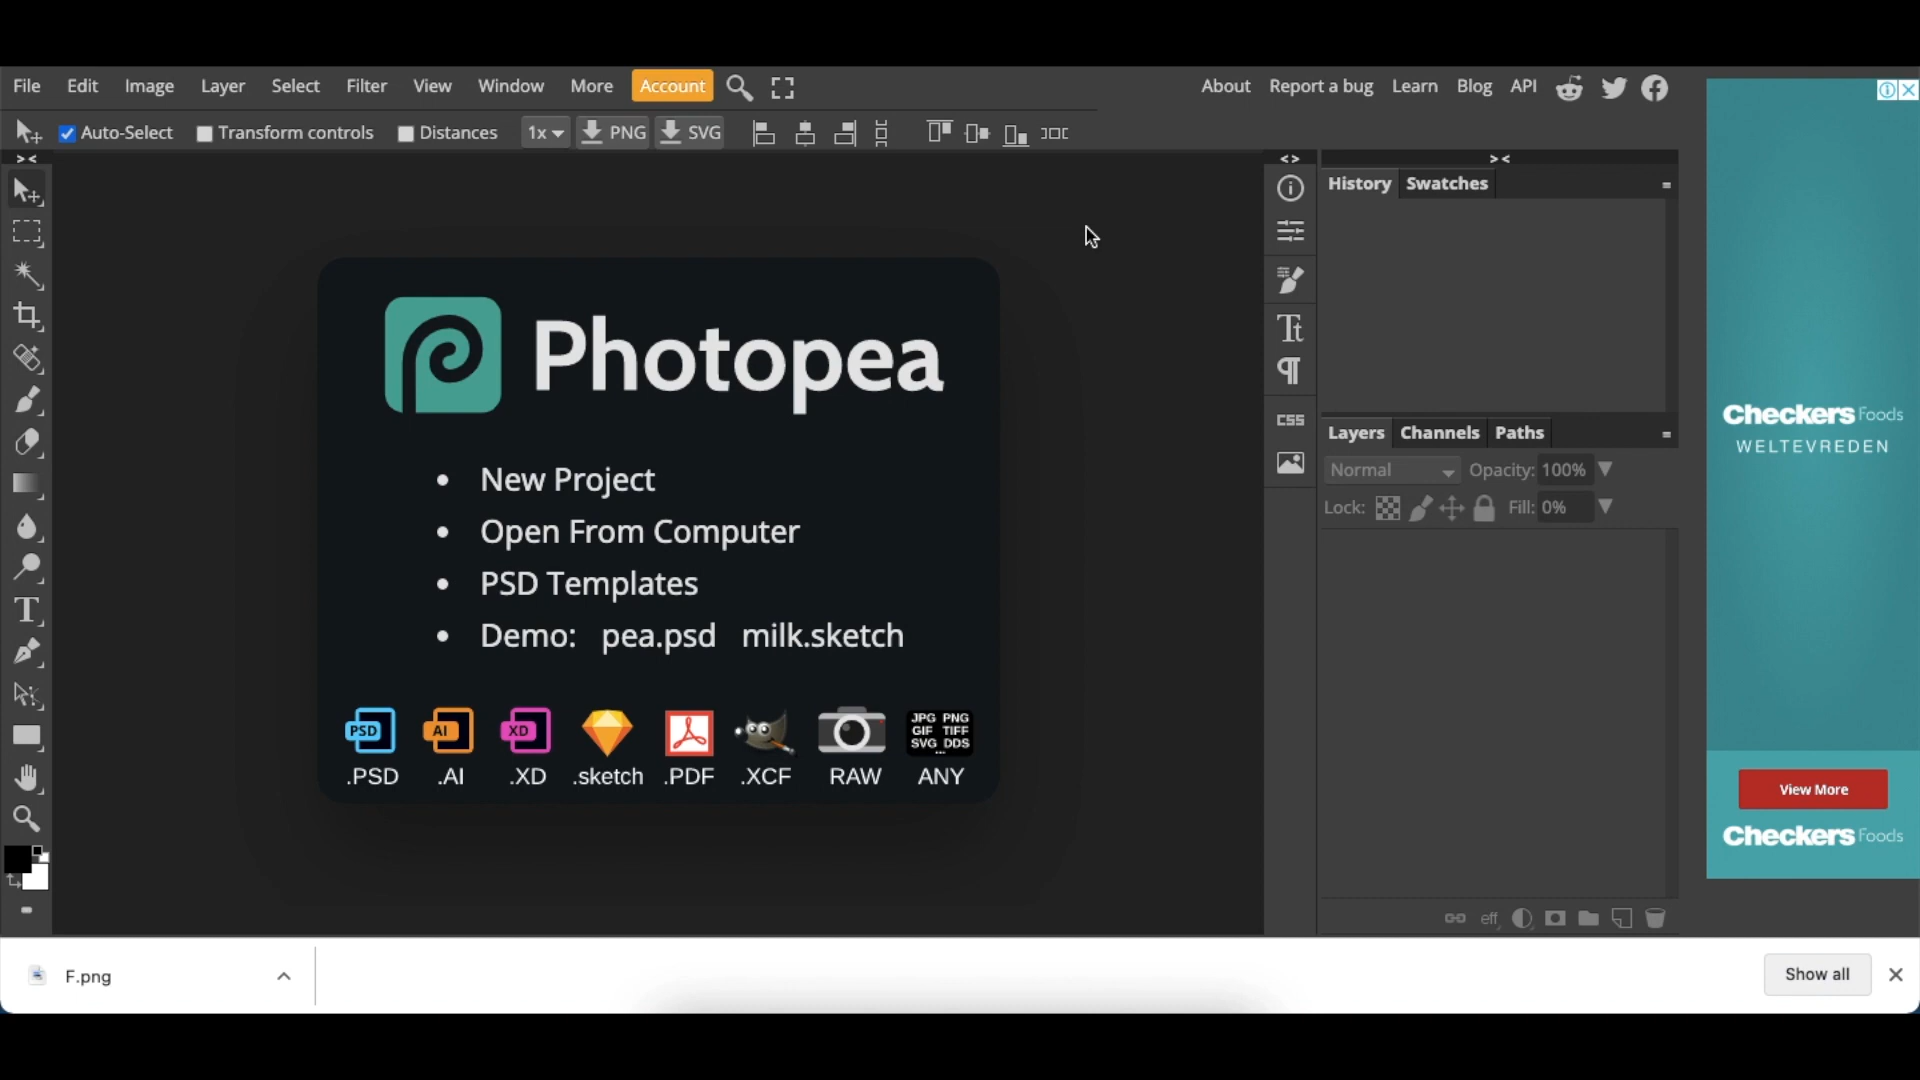 File Edit Image Layer Select Filter View Window More Account About Report a bug Learn Blog API
Auto-Select Transform controls Distances 1x PNG SVG
> < < > > <
History Swatches
Photopea
New Project
Open From Computer
PSD Templates
Demo: pea.psd milk.sketch
PSD AI XD JPG PNG
GIF TIFF
SVG DDS
...
.PSD .AI .XD .sketch .PDF .XCF RAW ANY
T
Tt
¶
CSS
Layers Channels Paths
Normal Opacity: 100%
Lock: Fill: 0%
eff
Checkers Foods
WELTEVREDEN
View More
Checkers Foods
F.png Show all